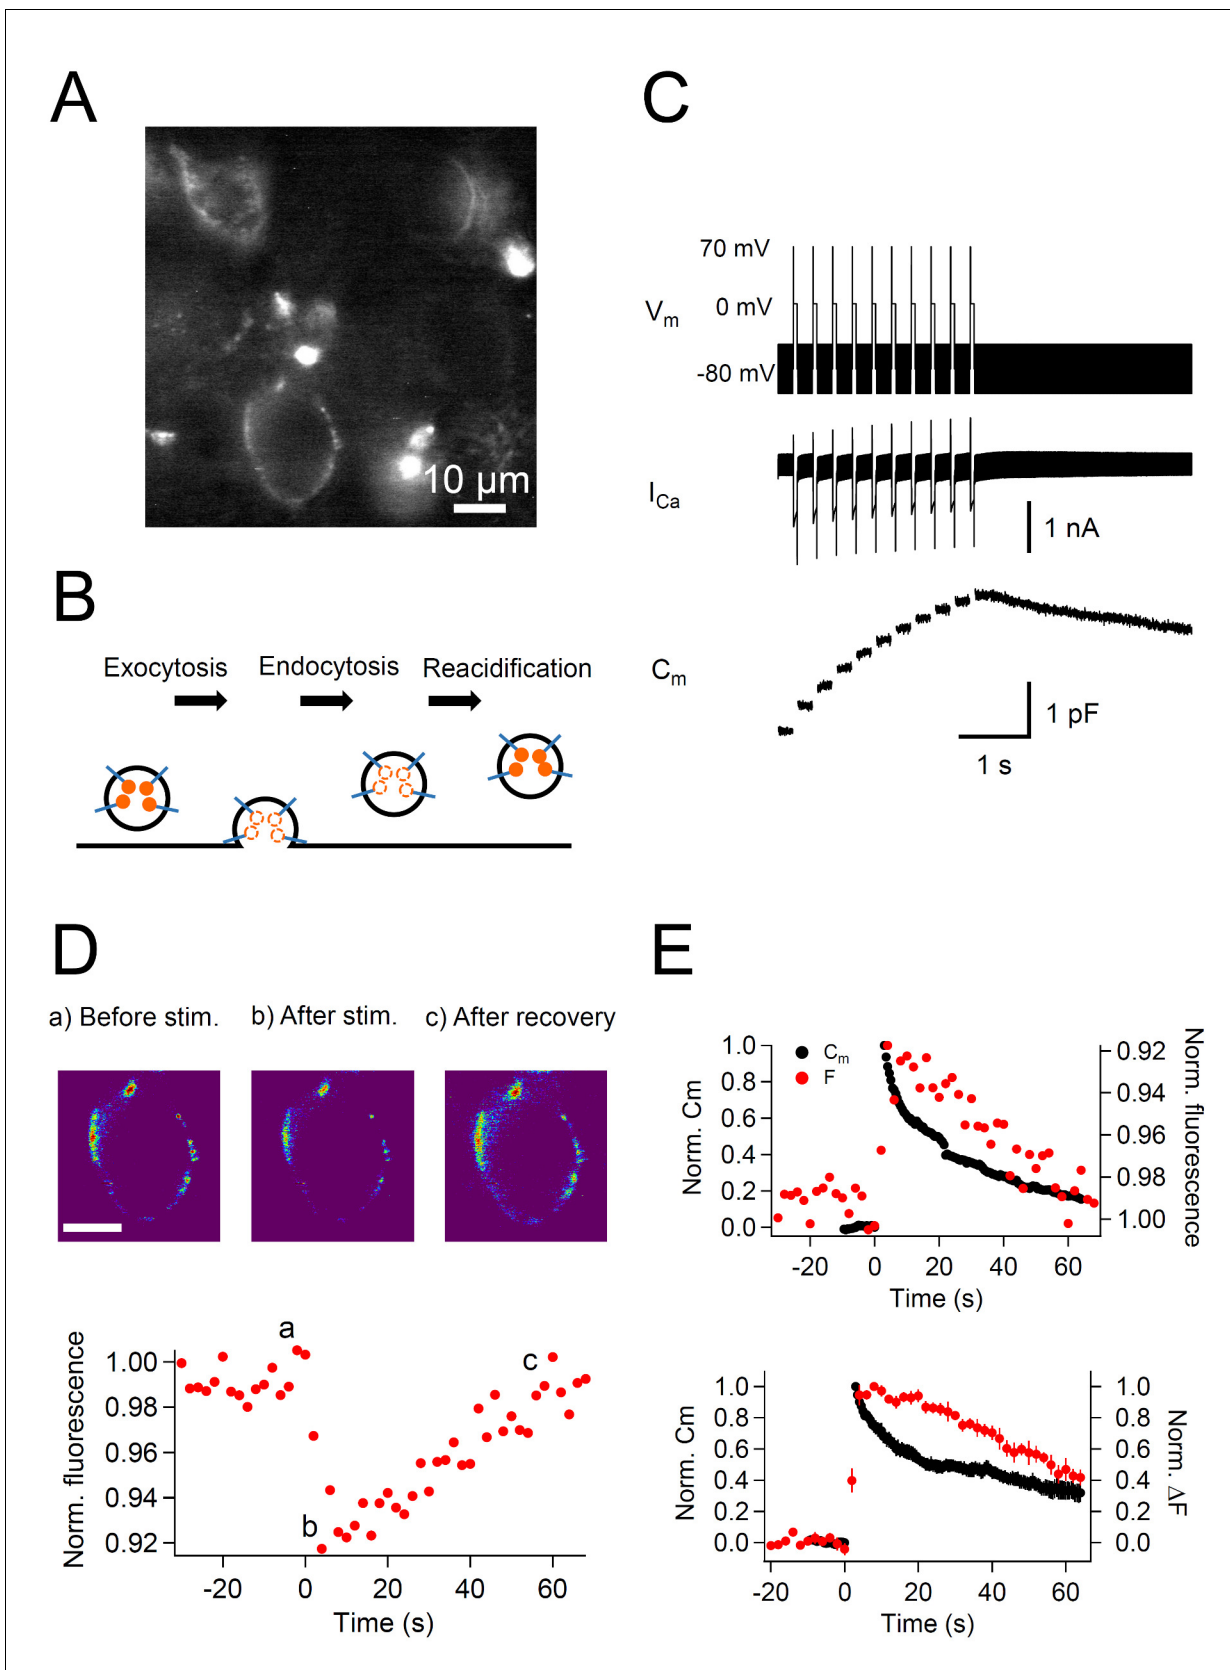 A
10 µm
B
Exocytosis
Endocytosis
Reacidification
C
70 mV
0 mV
-80 mV
Vm
ICa
1 nA
Cm
1 pF
1 s
D
a) Before stim.
b) After stim.
c) After recovery
Norm. fluorescence
1.00
0.98
0.96
0.94
0.92
a
b
c
-20
0
20
40
60
Time (s)
E
Norm. Cm
1.0
0.8
0.6
0.4
0.2
0.0
Cm
F
0.92
0.94
0.96
0.98
1.00
Norm. fluorescence
-20
0
20
40
60
Time (s)
Norm. Cm
1.0
0.8
0.6
0.4
0.2
0.0
1.0
0.8
0.6
0.4
0.2
0.0
Norm. ΔF
-20
0
20
40
60
Time (s)